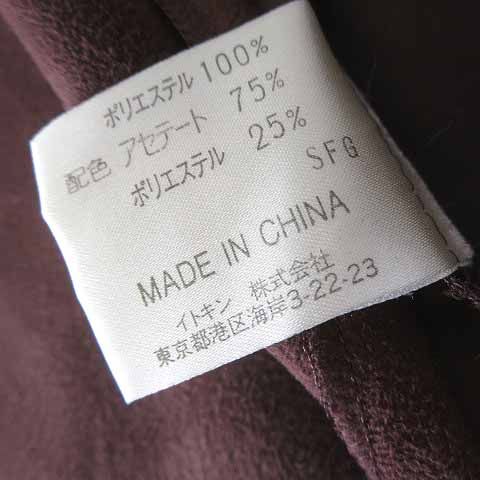 ポリエステル 100%
配色 アセテート 75%
ポリエステル 25%
SFG
MADE IN CHINA
イトキン 株式会社
東京都港区海岸3-22-23